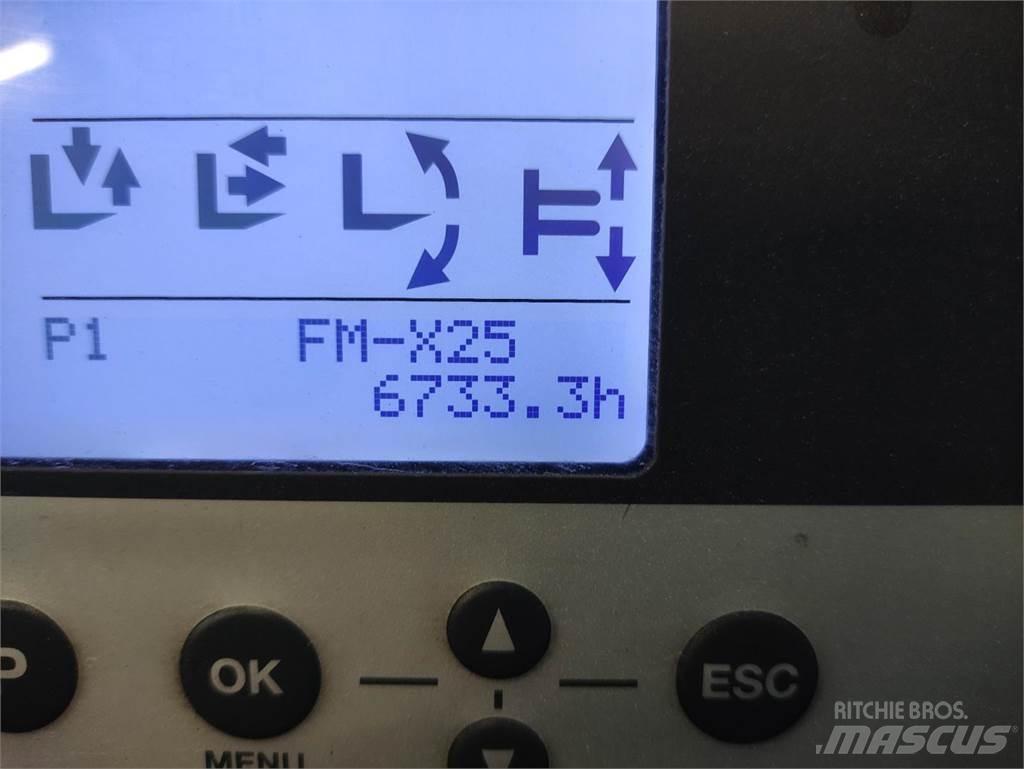 P1 FM-X25
6733.3h
P OK ESC
MENU
RITCHIE BROS.
MASCUS